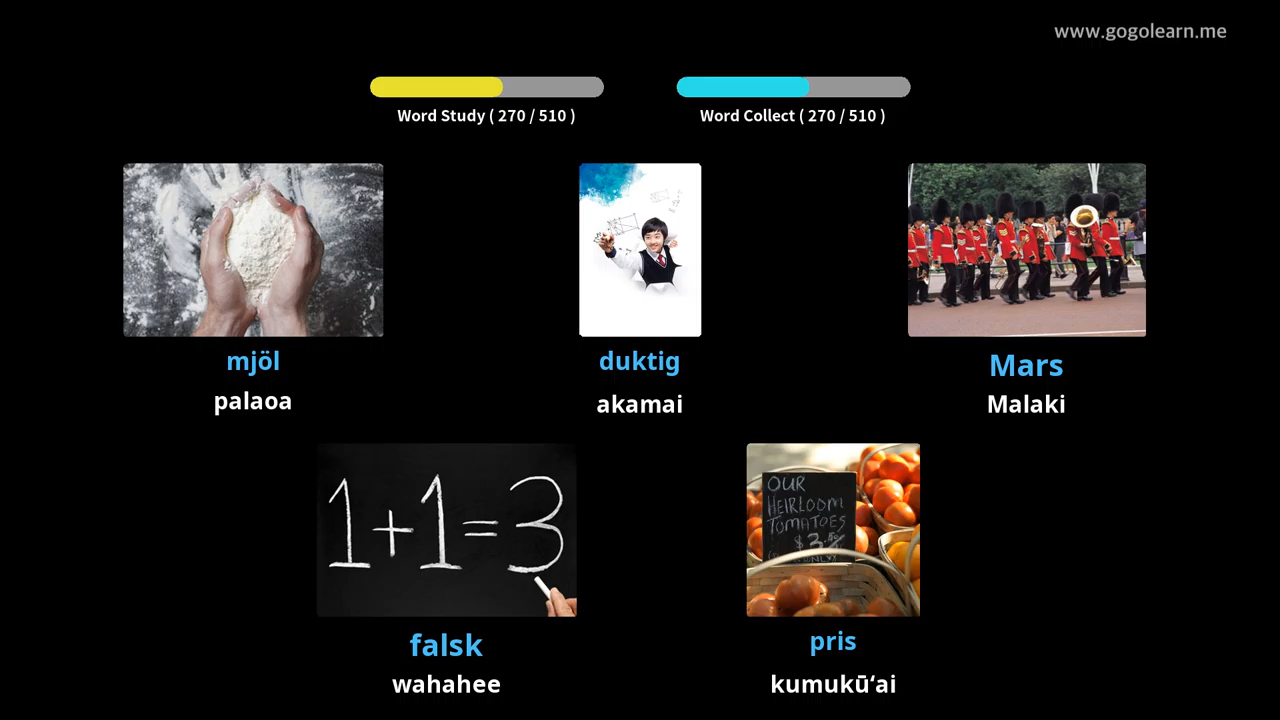 www.gogolearn.me
Word Study ( 270 / 510 )
Word Collect ( 270 / 510 )
mjöl
palaoa
duktig
akamai
Mars
Malaki
1+1=3
falsk
wahahee
OUR
HEIRLOOM
TOMATOES
pris
kumukūʻai